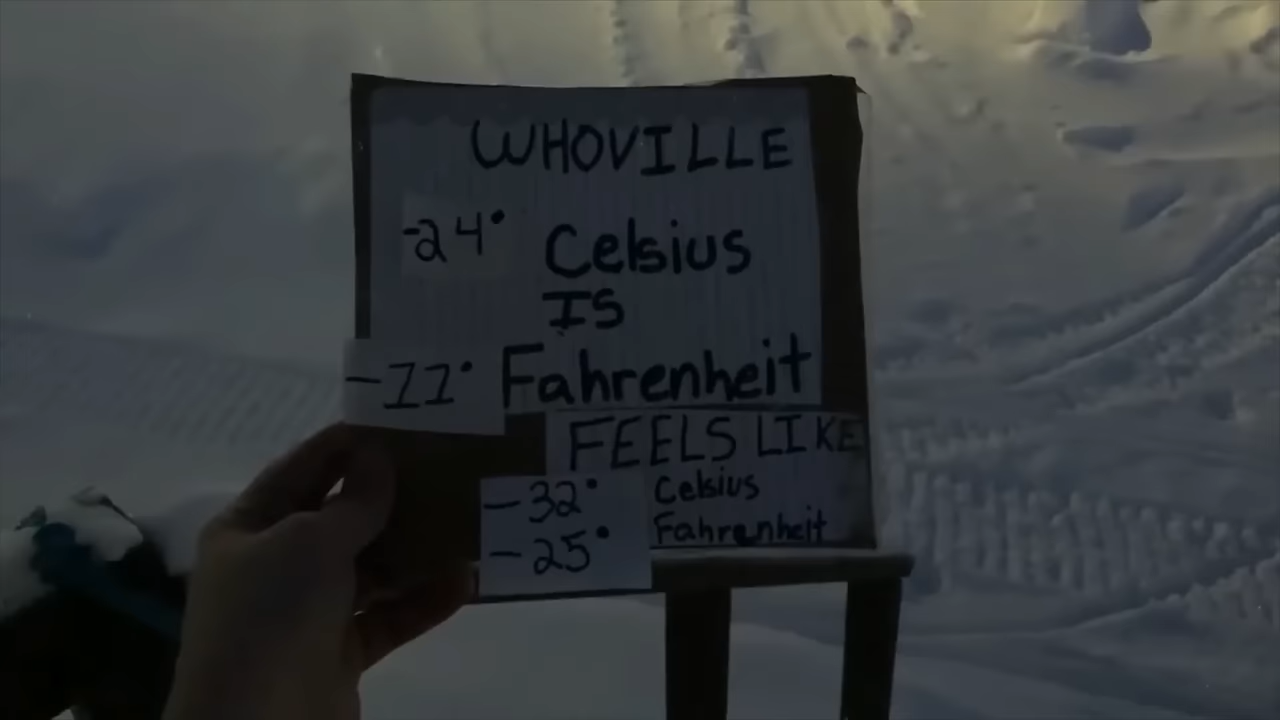 WHOVILLE
-24° Celsius
IS
-11° Fahrenheit
FEELS LIKE
-32° Celsius
-25° Fahrenheit